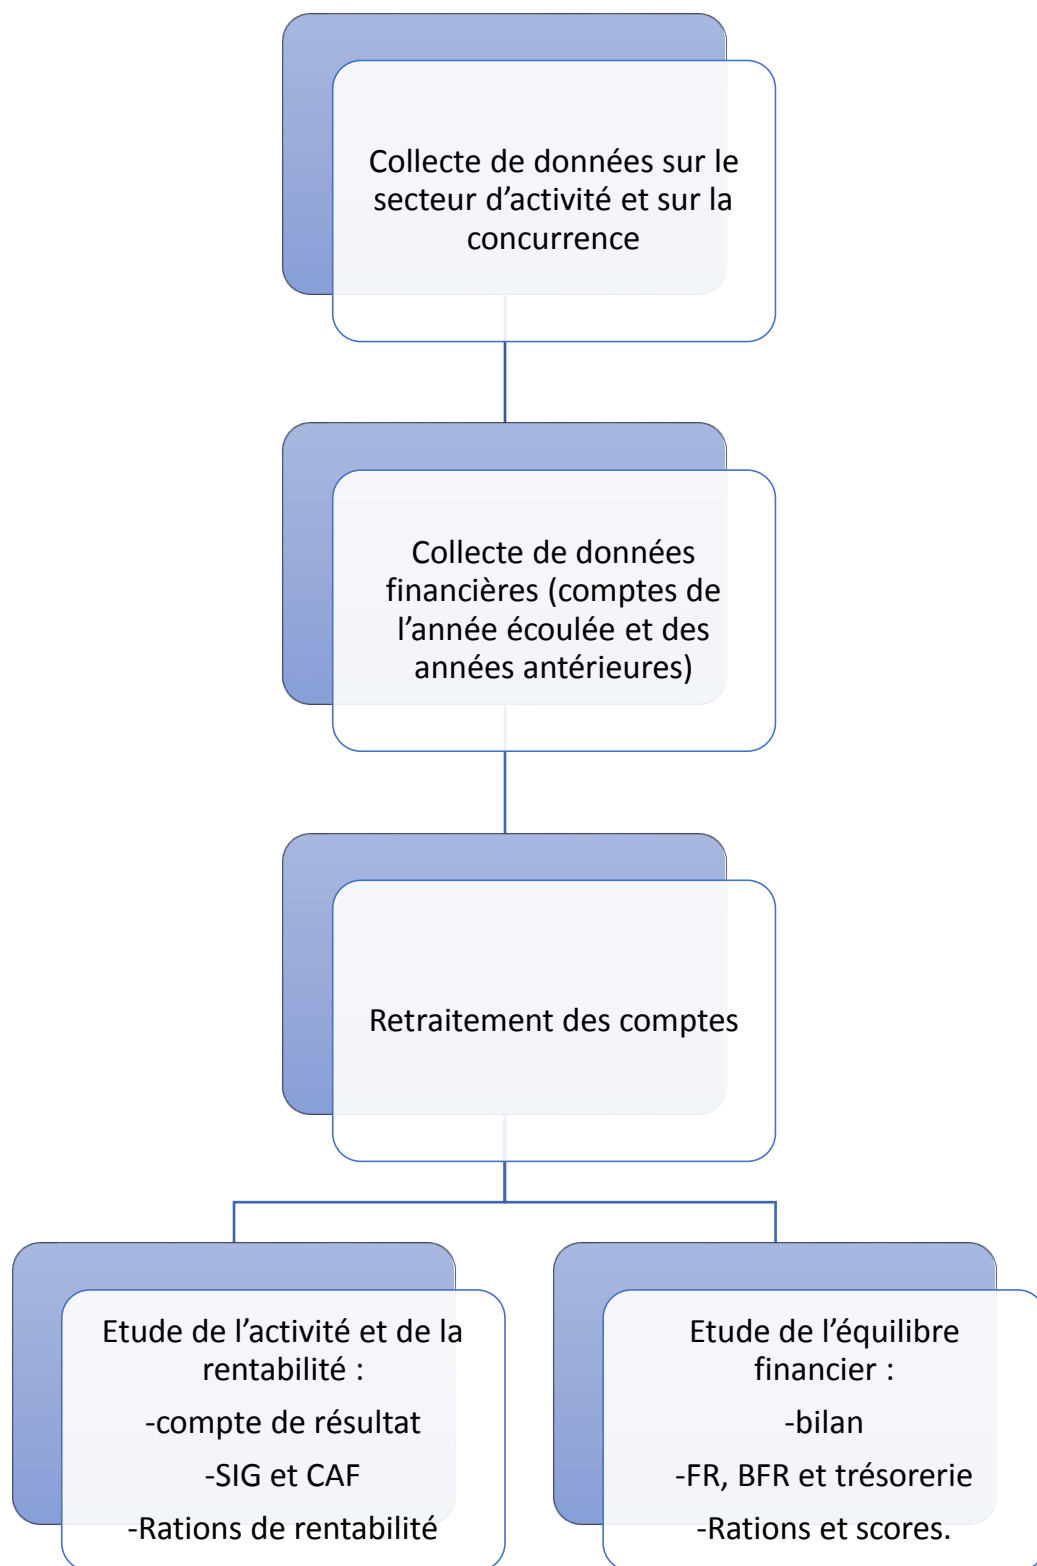 Collecte de données sur le
secteur d’activité et sur la
concurrence
Collecte de données
financières (comptes de
l’année écoulée et des
années antérieures)
Retraitement des comptes
Etude de l’activité et de la
rentabilité :
-compte de résultat
-SIG et CAF
-Rations de rentabilité
Etude de l’équilibre
financier :
-bilan
-FR, BFR et trésorerie
-Rations et scores.